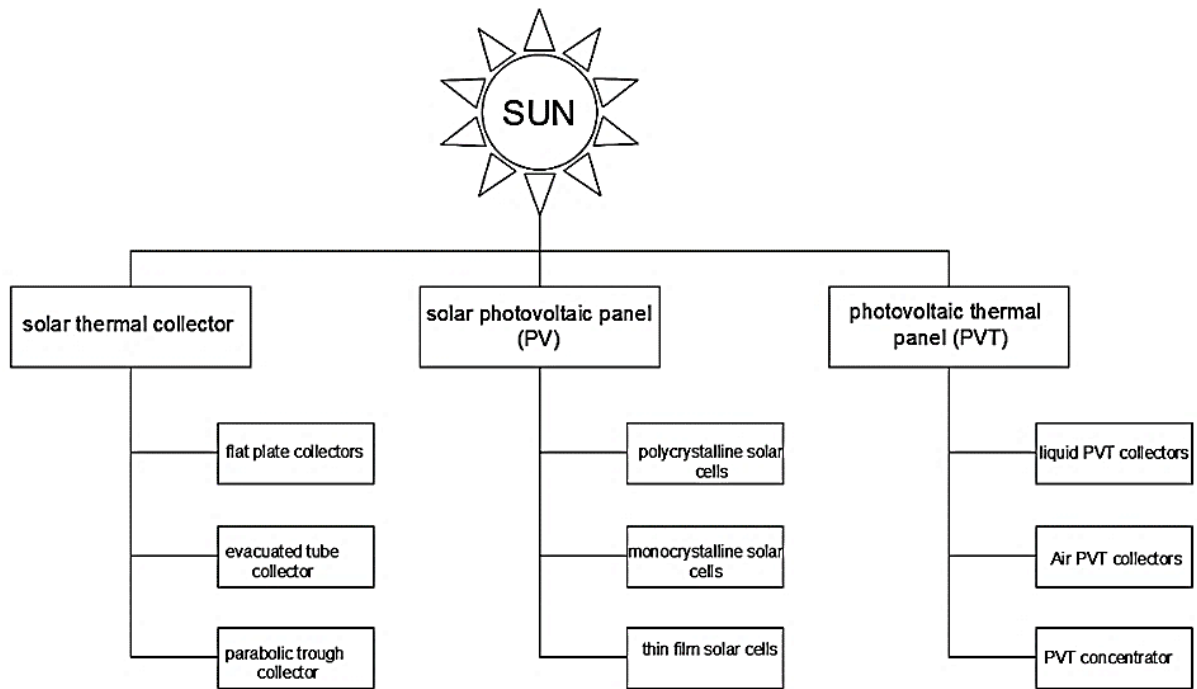 SUN
solar thermal collector
solar photovoltaic panel
(PV)
photovoltaic thermal
panel (PVT)
flat plate collectors
evacuated tube
collector
parabolic trough
collector
polycrystalline solar
cells
monocrystalline solar
cells
thin film solar cells
liquid PVT collectors
Air PVT collectors
PVT concentrator